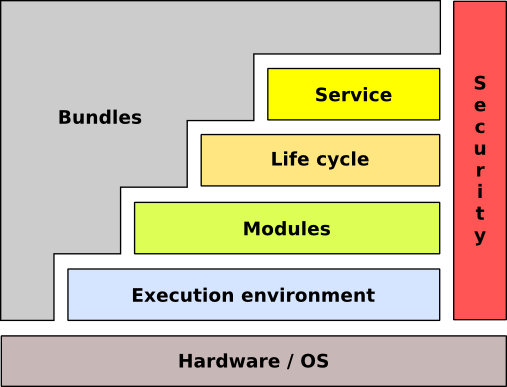 Service
Bundles
Life cycle
Modules
Execution environment
Security
Hardware / OS